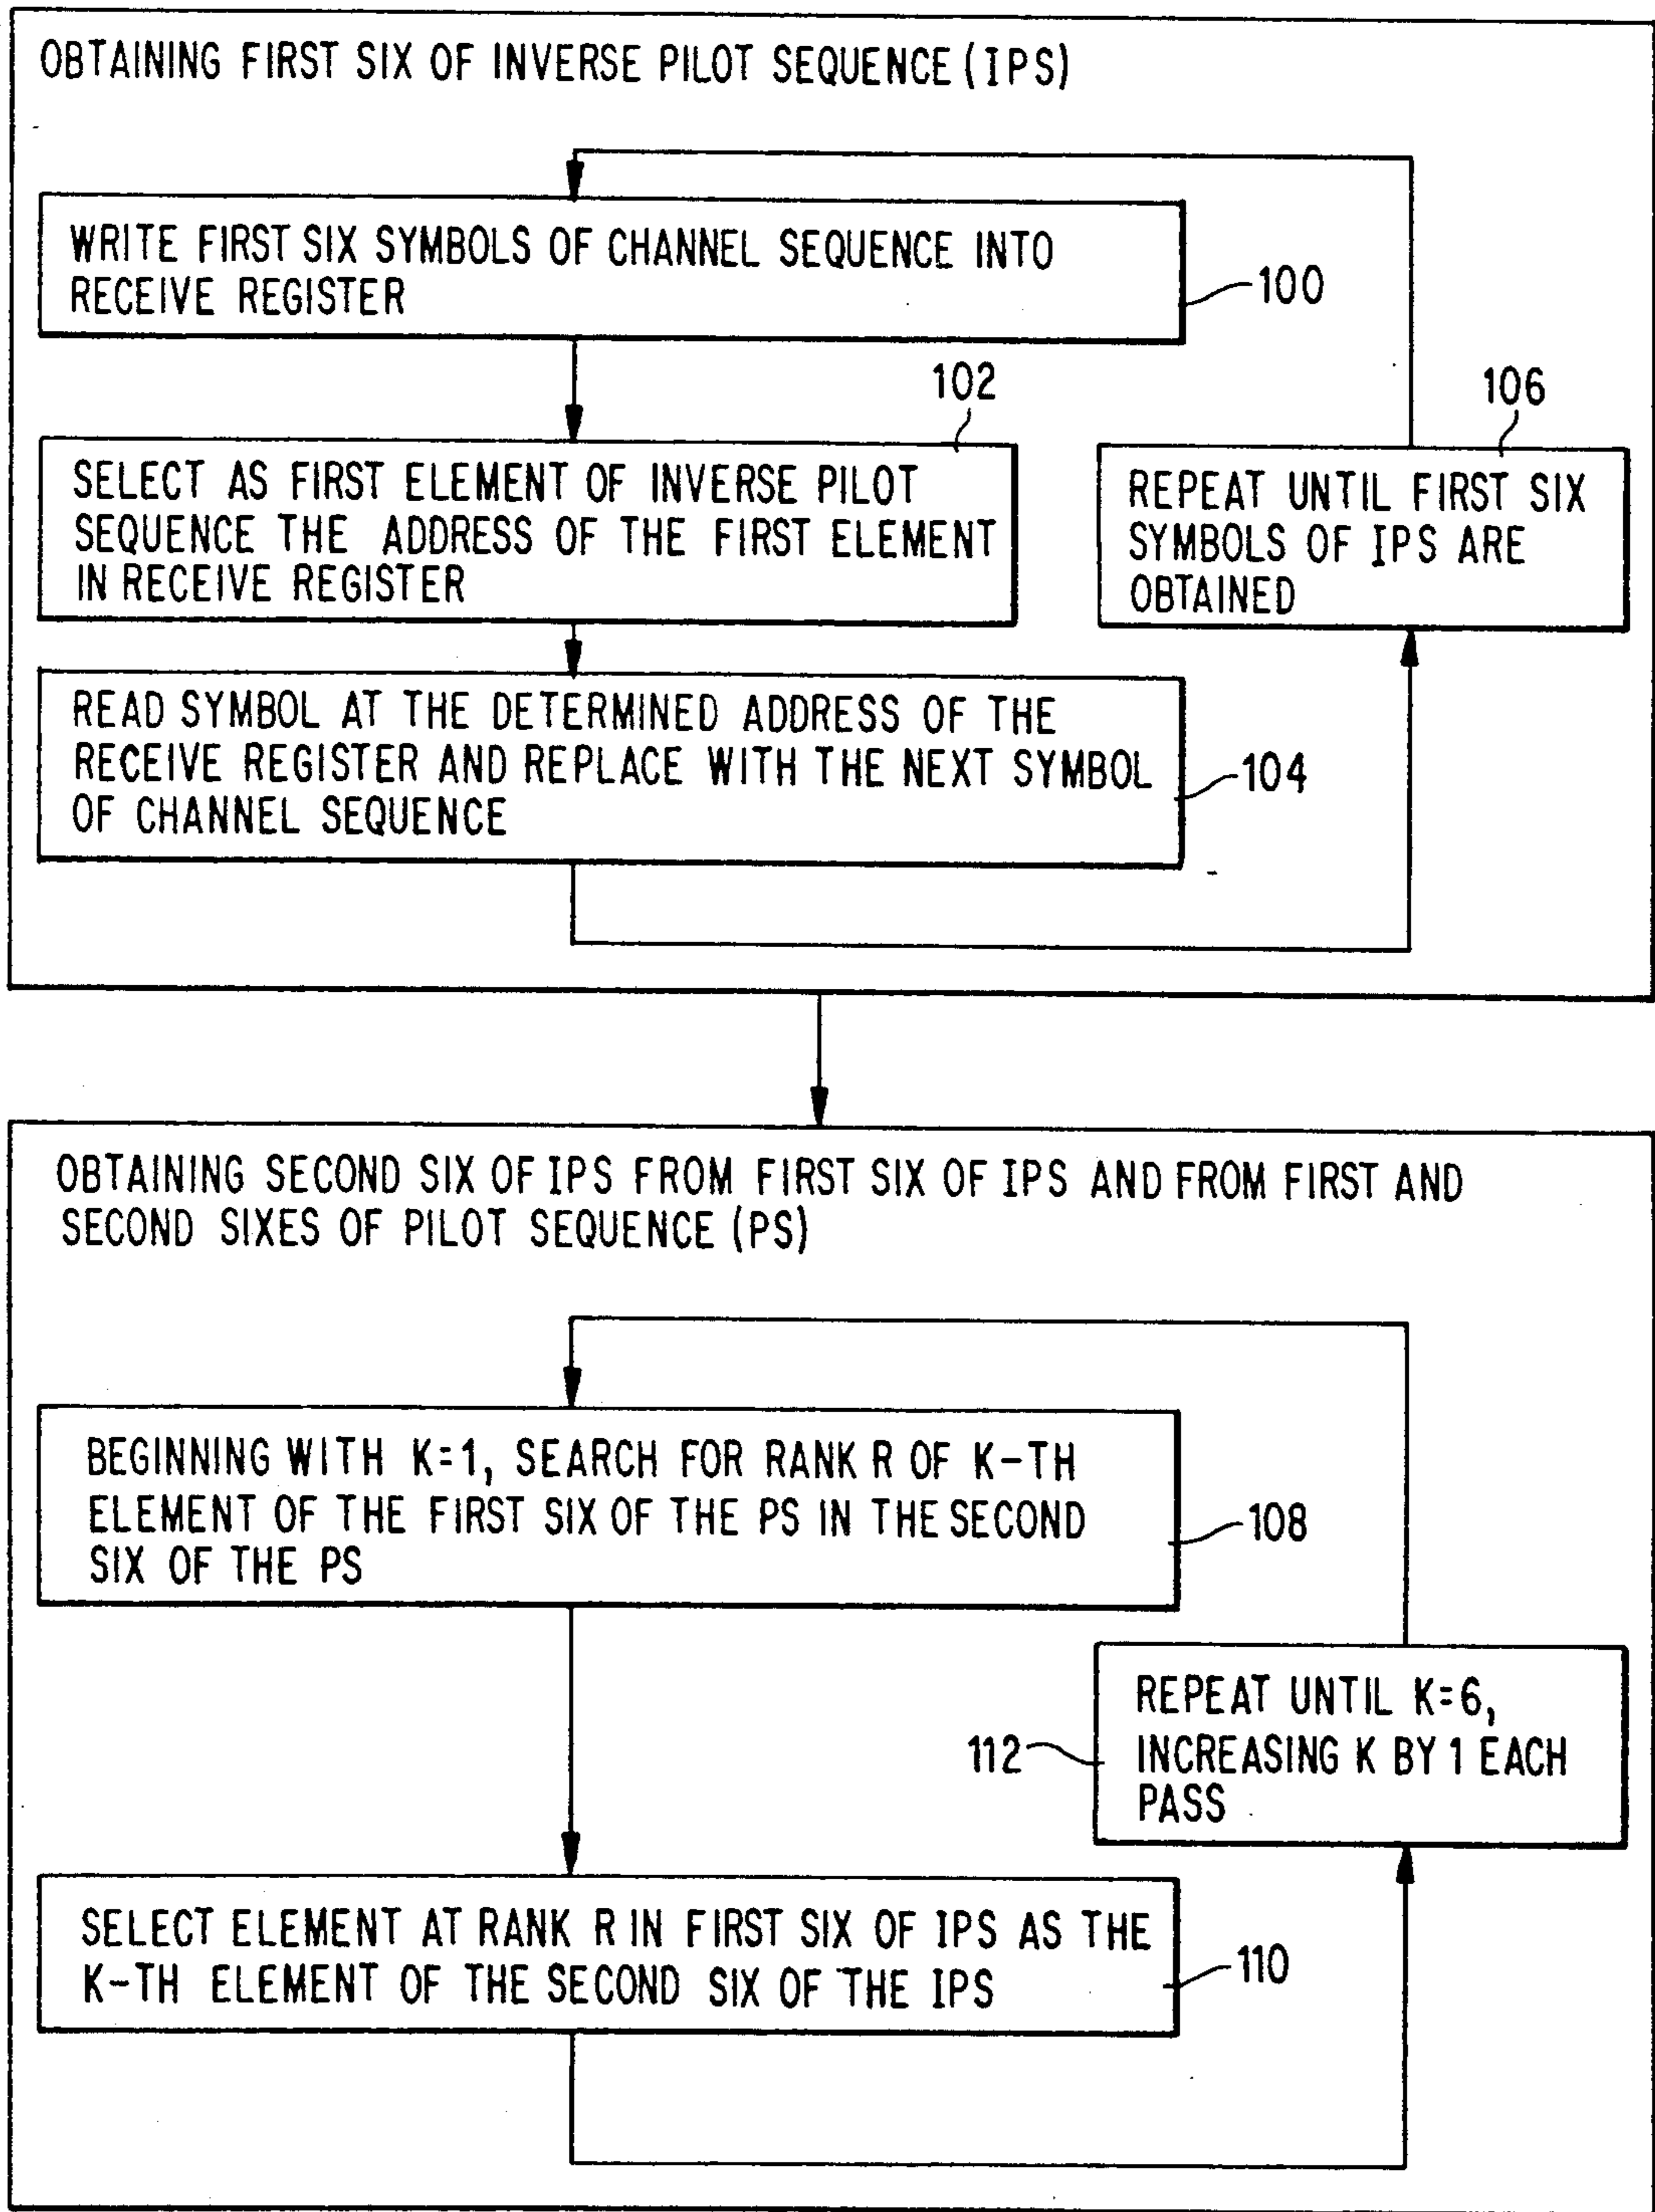 OBTAINING FIRST SIX OF INVERSE PILOT SEQUENCE (IPS)
WRITE FIRST SIX SYMBOLS OF CHANNEL SEQUENCE INTO
RECEIVE REGISTER
100
102
SELECT AS FIRST ELEMENT OF INVERSE PILOT
SEQUENCE THE ADDRESS OF THE FIRST ELEMENT
IN RECEIVE REGISTER
106
REPEAT UNTIL FIRST SIX
SYMBOLS OF IPS ARE
OBTAINED
READ SYMBOL AT THE DETERMINED ADDRESS OF THE
RECEIVE REGISTER AND REPLACE WITH THE NEXT SYMBOL
OF CHANNEL SEQUENCE
104
OBTAINING SECOND SIX OF IPS FROM FIRST SIX OF IPS AND FROM FIRST AND
SECOND SIXES OF PILOT SEQUENCE (PS)
BEGINNING WITH K=1, SEARCH FOR RANK R OF K-TH
ELEMENT OF THE FIRST SIX OF THE PS IN THE SECOND
SIX OF THE PS
108
112
REPEAT UNTIL K=6,
INCREASING K BY 1 EACH
PASS
SELECT ELEMENT AT RANK R IN FIRST SIX OF IPS AS THE
K-TH ELEMENT OF THE SECOND SIX OF THE IPS
110